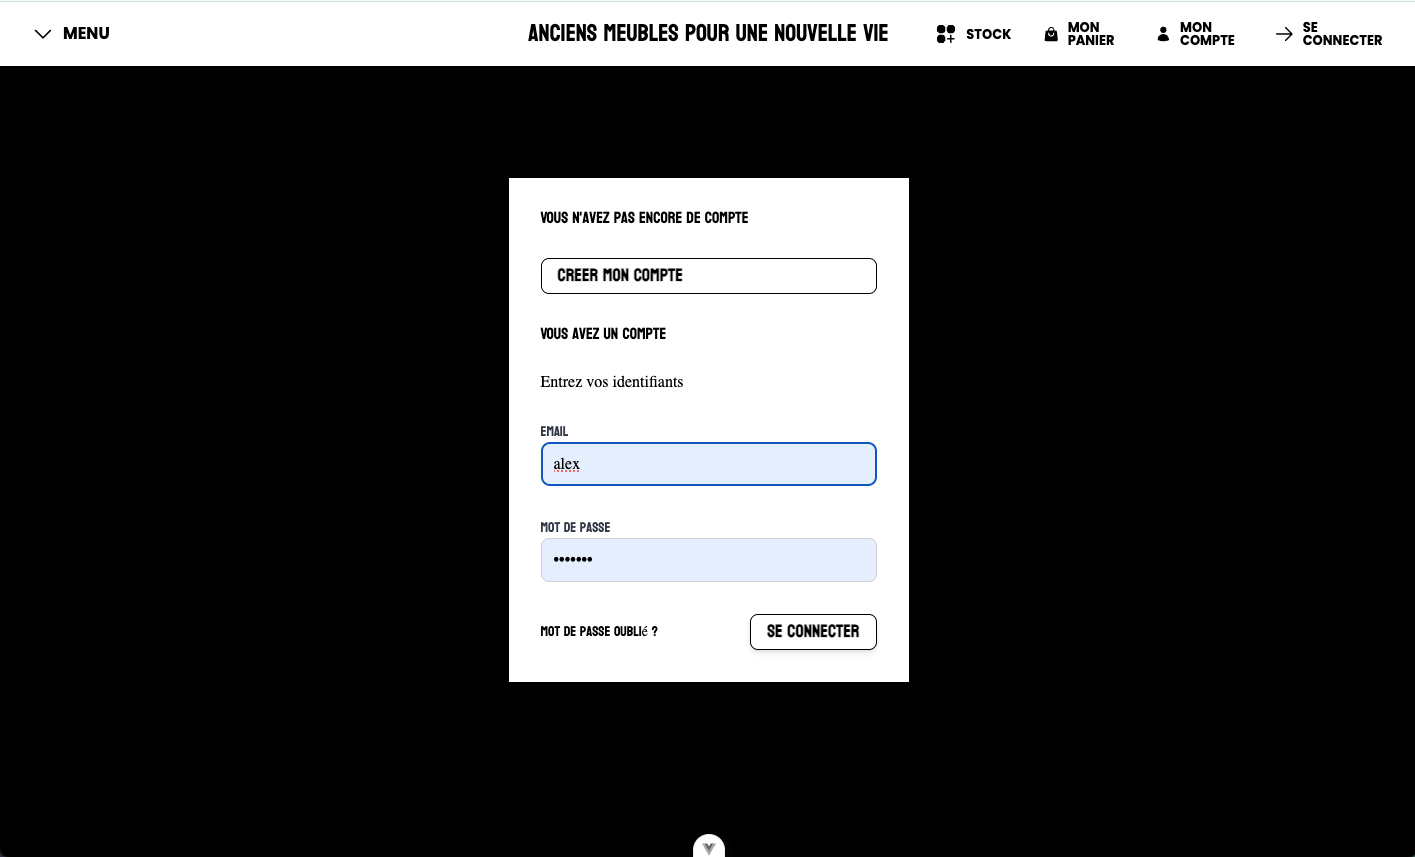 MENU
ANCIENS MEUBLES POUR UNE NOUVELLE VIE
STOCK
MON
PANIER
MON
COMPTE
SE
CONNECTER
VOUS N'AVEZ PAS ENCORE DE COMPTE
CREER MON COMPTE
VOUS AVEZ UN COMPTE
Entrez vos identifiants
EMAIL
alex
MOT DE PASSE
•••••••
MOT DE PASSE OUBLIé ?
SE CONNECTER